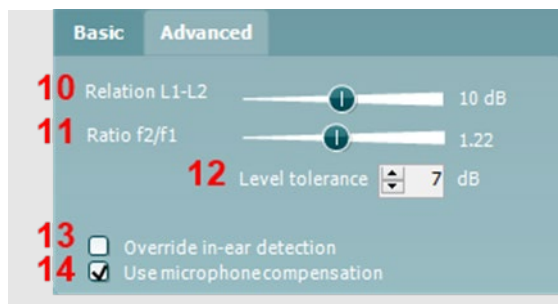 Basic Advanced
10 Relation L1-L2 10 dB
11 Ratio f2/f1 1.22
12 Level tolerance 7 dB
13 Override in-ear detection
14 Use microphone compensation